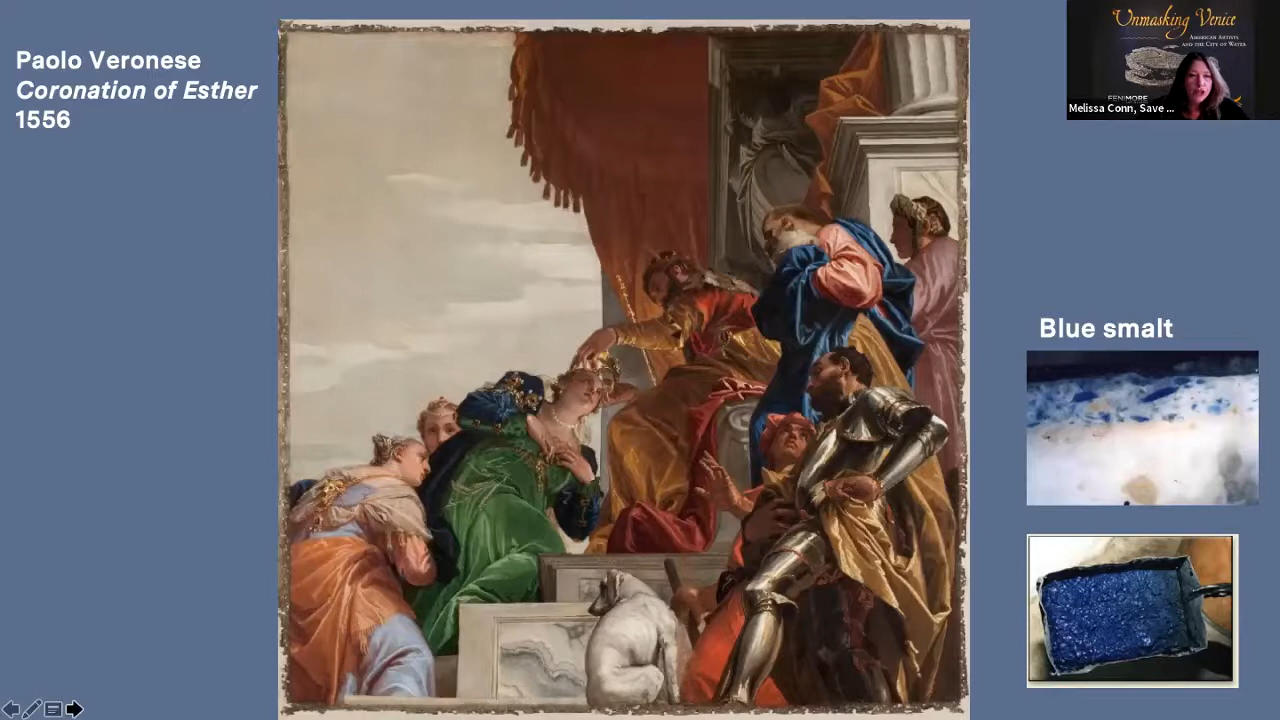 Paolo Veronese
Coronation of Esther
1556
Unmasking Venice
AMERICAN ARTISTS
AND THE CITY OF WATER
FENIMORE
Melissa Conn, Save ...
Blue smalt